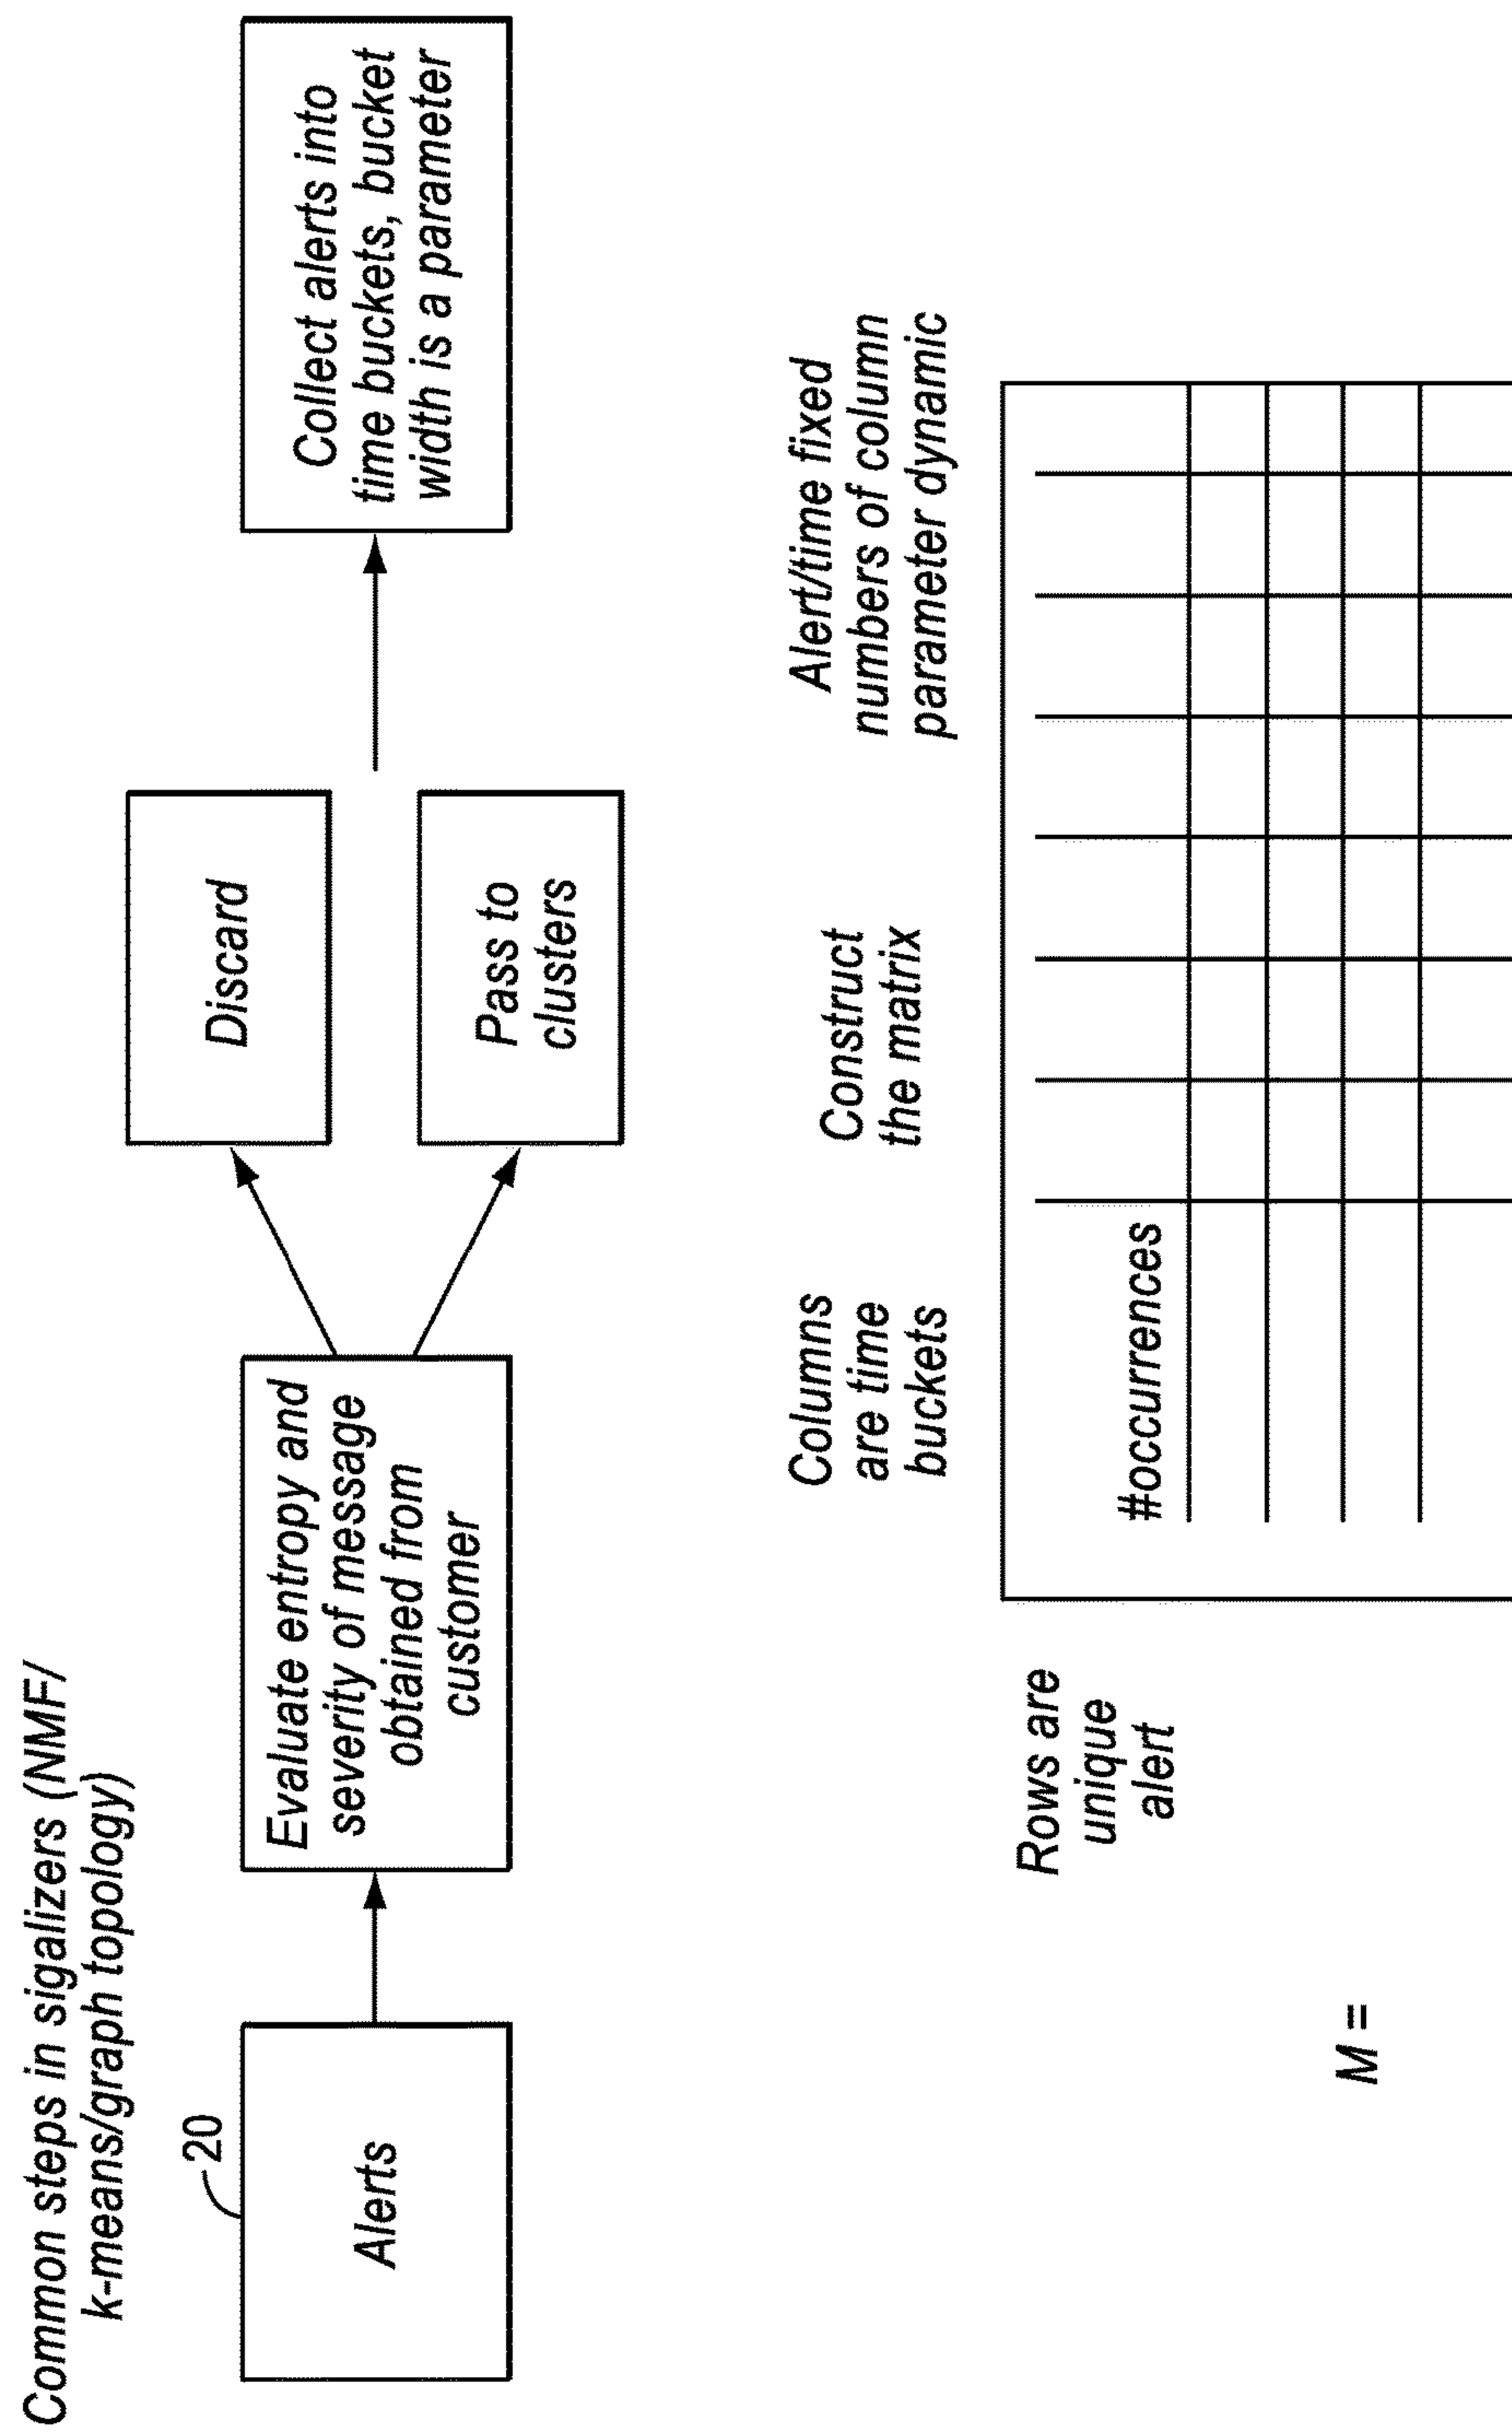 Common steps in sigalizers (NMF/
k-means/graph topology)
20
Alerts
Evaluate entropy and
severity of message
obtained from
customer
Discard
Pass to
clusters
Collect alerts into
time buckets, bucket
width is a parameter
Columns
are time
buckets
Construct
the matrix
Alert/time fixed
numbers of column
parameter dynamic
Rows are
unique
alert
#occurrences
M =